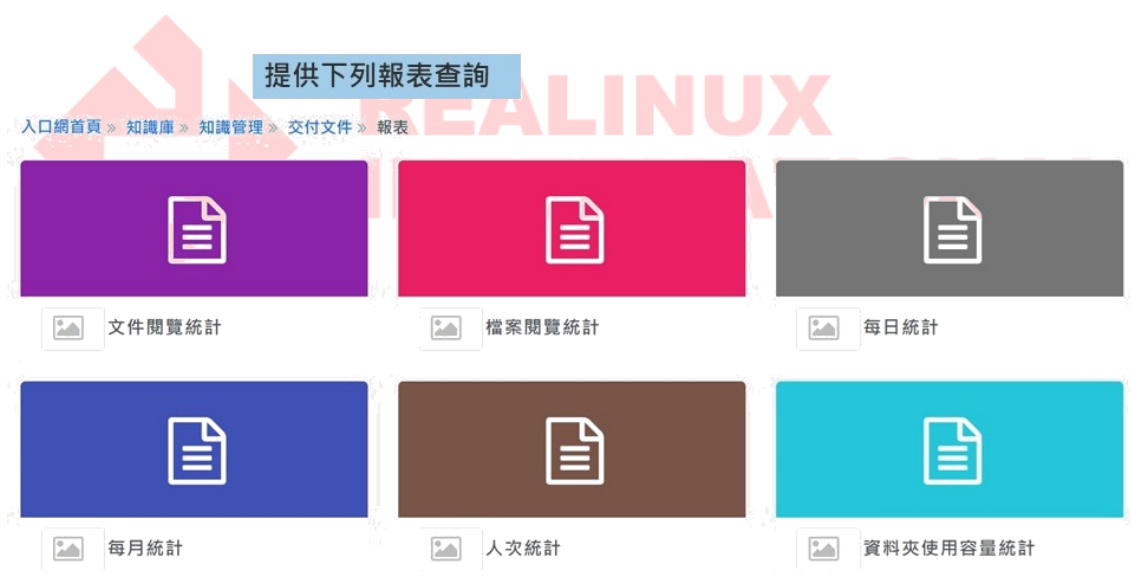 提供下列報表查詢
REALINUX
入口網首頁 » 知識庫 » 知識管理 » 交付文件 » 報表
文件閱覽統計
檔案閱覽統計
每日統計
每月統計
人次統計
資料夾使用容量統計